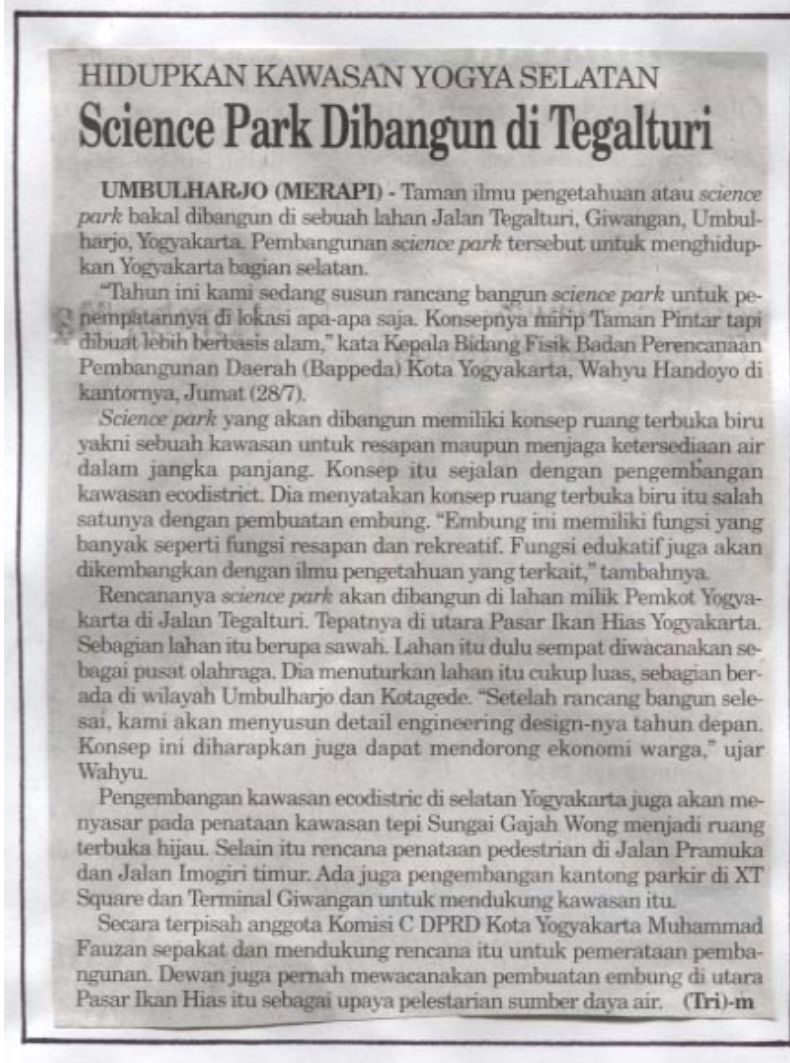 HIDUPKAN KAWASAN YOGYA SELATAN
Science Park Dibangun di Tegalturi
UMBULHARJO (MERAPI) - Taman ilmu pengetahuan atau science
park bakal dibangun di sebuah lahan Jalan Tegalturi, Giwangan, Umbul-
harjo, Yogyakarta. Pembangunan science park tersebut untuk menghidup-
kan Yogyakarta bagian selatan.
"Tahun ini kami sedang susun rancang bangun science park untuk pe-
nempatannya di lokasi apa-apa saja. Konsepnya mirip Taman Pintar tapi
dibuat lebih berbasis alam," kata Kepala Bidang Fisik Badan Perencanaan
Pembangunan Daerah (Bappeda) Kota Yogyakarta, Wahyu Handoyo di
kantornya, Jumat (28/7).
Science park yang akan dibangun memiliki konsep ruang terbuka biru
yakni sebuah kawasan untuk resapan maupun menjaga ketersediaan air
dalam jangka panjang. Konsep itu sejalan dengan pengembangan
kawasan ecodistrict. Dia menyatakan konsep ruang terbuka biru itu salah
satunya dengan pembuatan embung. "Embung ini memiliki fungsi yang
banyak seperti fungsi resapan dan rekreatif. Fungsi edukatif juga akan
dikembangkan dengan ilmu pengetahuan yang terkait," tambahnya.
Rencananya science park akan dibangun di lahan milik Pemkot Yogya-
karta di Jalan Tegalturi. Tepatnya di utara Pasar Ikan Hias Yogyakarta.
Sebagian lahan itu berupa sawah. Lahan itu dulu sempat diwacanakan se-
bagai pusat olahraga. Dia menuturkan lahan itu cukup luas, sebagian ber-
ada di wilayah Umbulharjo dan Kotagede. "Setelah rancang bangun sele-
sai, kami akan menyusun detail engineering design-nya tahun depan.
Konsep ini diharapkan juga dapat mendorong ekonomi warga," ujar
Wahyu.
Pengembangan kawasan ecodistric di selatan Yogyakarta juga akan me-
nyasar pada penataan kawasan tepi Sungai Gajah Wong menjadi ruang
terbuka hijau. Selain itu rencana penataan pedestrian di Jalan Pramuka
dan Jalan Imogiri timur. Ada juga pengembangan kantong parkir di XT
Square dan Terminal Giwangan untuk mendukung kawasan itu.
Secara terpisah anggota Komisi C DPRD Kota Yogyakarta Muhammad
Fauzan sepakat dan mendukung rencana itu untuk pemerataan pemba-
ngunan. Dewan juga pernah mewacanakan pembuatan embung di utara
Pasar Ikan Hias itu sebagai upaya pelestarian sumber daya air. (Tri)-m